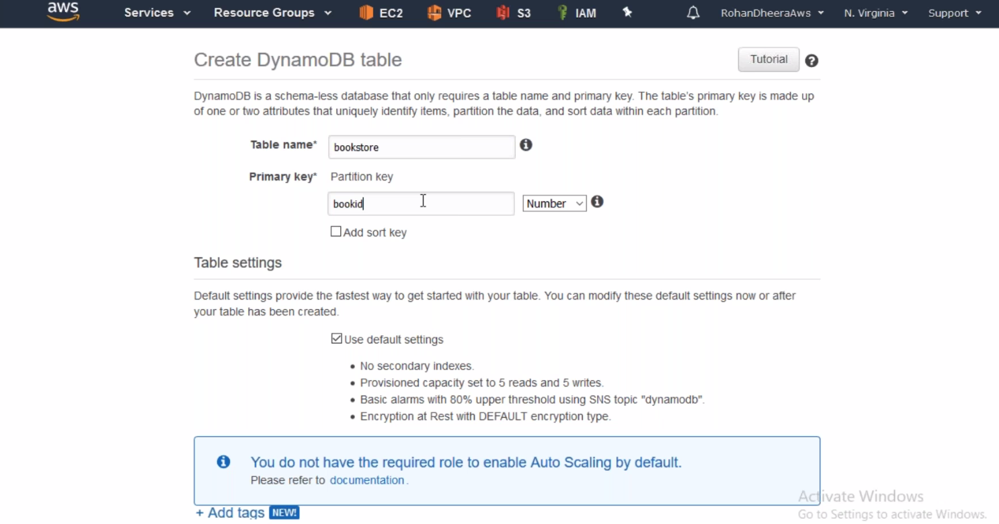 aws Services Resource Groups EC2 VPC S3 IAM RohanDheeraAws N. Virginia Support
Create DynamoDB table Tutorial
DynamoDB is a schema-less database that only requires a table name and primary key. The table's primary key is made up
of one or two attributes that uniquely identify items, partition the data, and sort data within each partition.
Table name* bookstore
Primary key* Partition key
bookid Number
Add sort key
Table settings
Default settings provide the fastest way to get started with your table. You can modify these default settings now or after
your table has been created.
Use default settings
• No secondary indexes.
• Provisioned capacity set to 5 reads and 5 writes.
• Basic alarms with 80% upper threshold using SNS topic "dynamodb".
• Encryption at Rest with DEFAULT encryption type.
You do not have the required role to enable Auto Scaling by default.
Please refer to documentation.
Activate Windows
+ Add tags NEW!
Go to Settings to activate Windows.